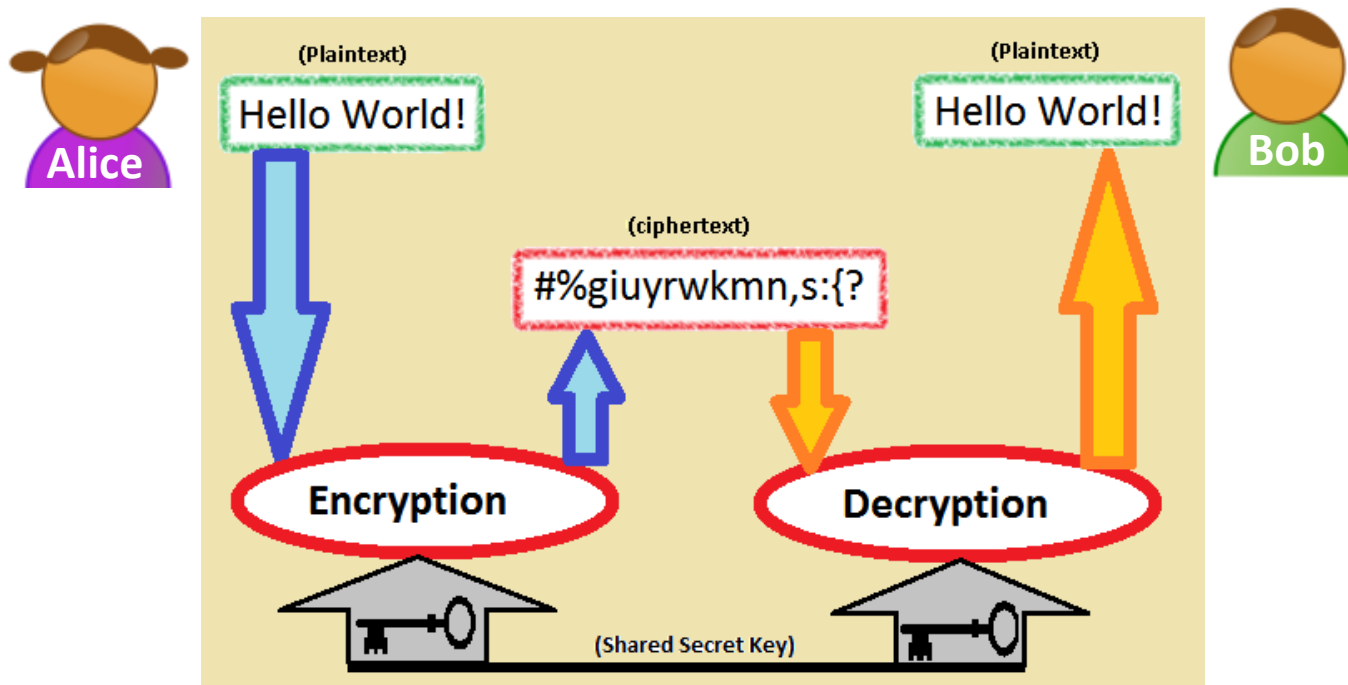 Alice
(Plaintext)
Hello World!
(Plaintext)
Hello World!
Bob
(ciphertext)
#%giuyrwkmn,s:{?
Encryption
Decryption
(Shared Secret Key)